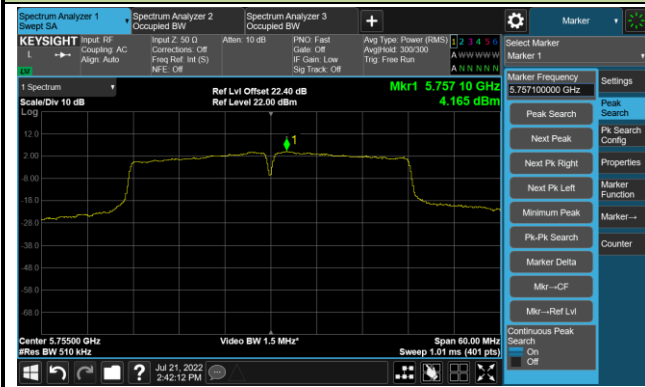 Spectrum Analyzer 1
Swept SA
Spectrum Analyzer 2
Occupied BW
Spectrum Analyzer 3
Occupied BW
+
Marker
KEYSIGHT
L
Input: RF
Coupling: AC
Align: Auto
Input Z: 50 Ω
Corrections: Off
Freq Ref: Int (S)
NFE: Off
Atten: 10 dB
PNO: Fast
Gate: Off
IF Gain: Low
Sig Track: Off
Avg Type: Power (RMS)
Avg|Hold: 300/300
Trig: Free Run
1 2 3 4 5 6
A W W W W W
A N N N N N
Select Marker
Marker 1
1 Spectrum
Scale/Div 10 dB
Log
Ref Lvl Offset 22.40 dB
Ref Level 22.00 dBm
Mkr1 5.757 10 GHz
4.165 dBm
12.0
2.00
-8.00
-18.0
-28.0
-38.0
-48.0
-58.0
-68.0
1
Center 5.75500 GHz
#Res BW 510 kHz
Video BW 1.5 MHz*
Span 60.00 MHz
Sweep 1.01 ms (401 pts)
Marker Frequency
5.757100000 GHz
Peak Search
Next Peak
Next Pk Right
Next Pk Left
Minimum Peak
Pk-Pk Search
Marker Delta
Mkr→CF
Mkr→Ref Lvl
Continuous Peak
Search
On
Off
Settings
Peak
Search
Pk Search
Config
Properties
Marker
Function
Marker→
Counter
?
Jul 21, 2022
2:42:12 PM